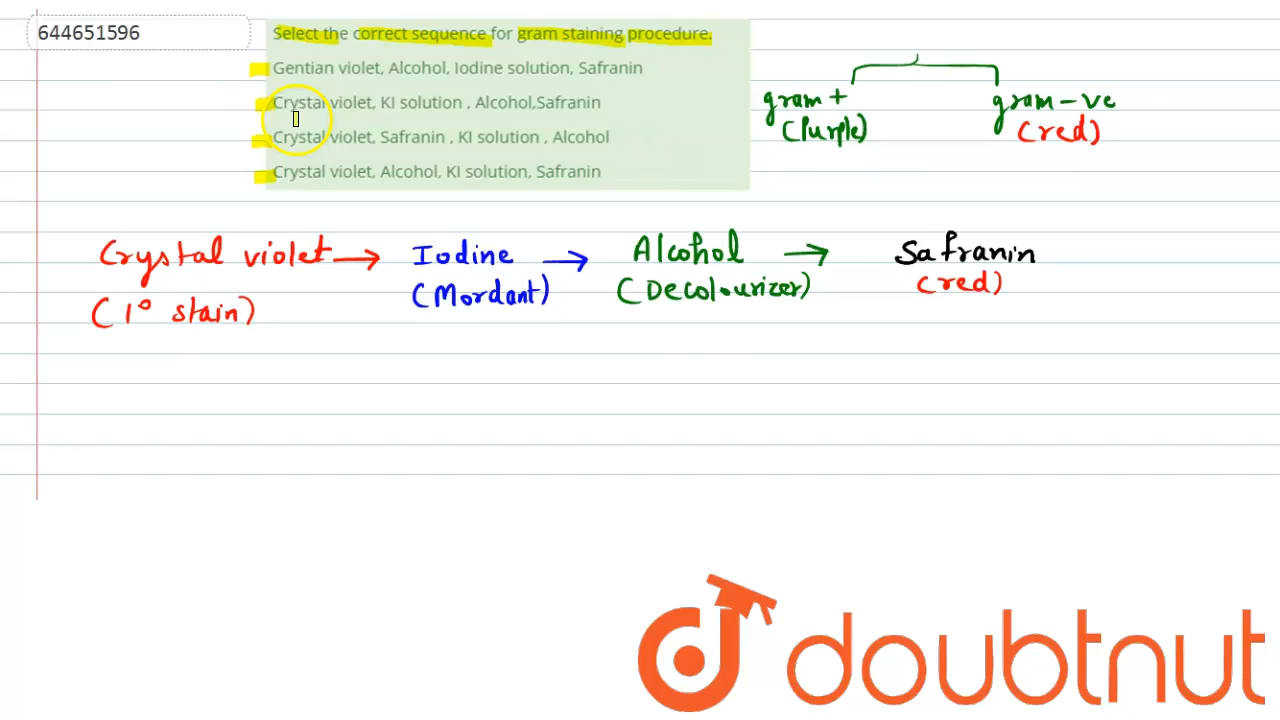 644651596
Select the correct sequence for gram staining procedure.
Gentian violet, Alcohol, Iodine solution, Safranin
Crystal violet, KI solution , Alcohol,Safranin
Crystal violet, Safranin , KI solution , Alcohol
Crystal violet, Alcohol, KI solution, Safranin
gram + gram -ve
(Purple) (red)
Crystal violet → Iodine → Alcohol → Safranin
(1° stain) (Mordant) (Decolourizer) (red)
doubtnut